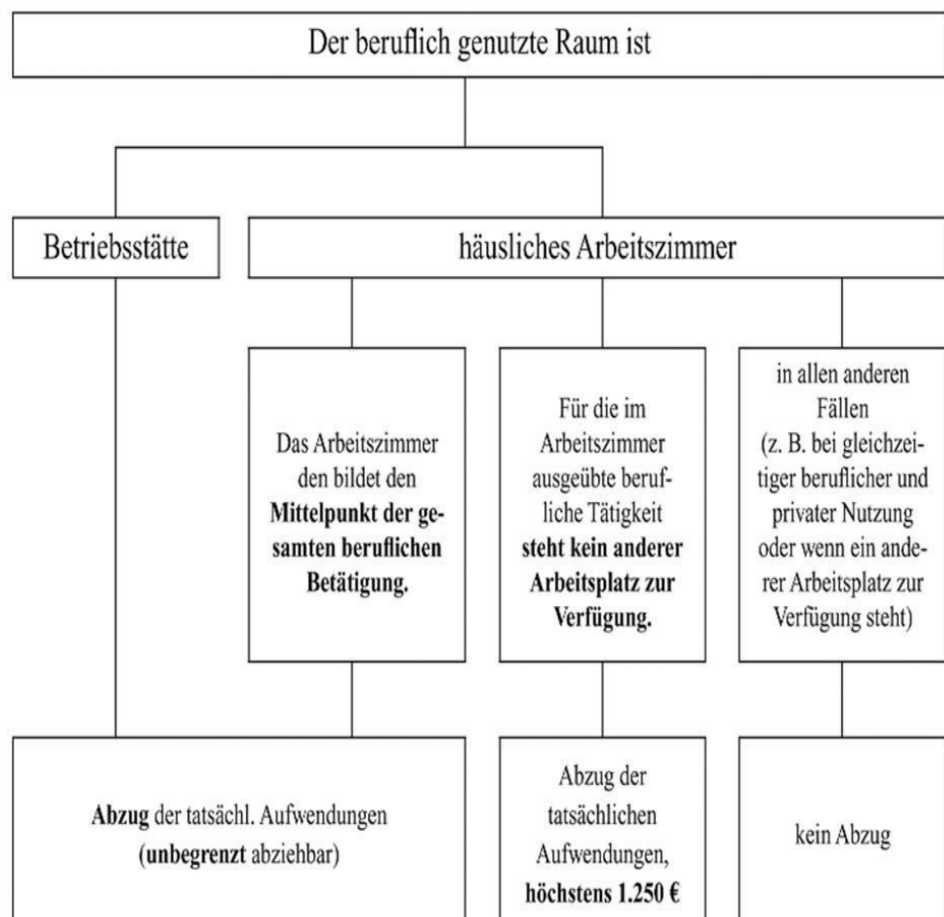 Der beruflich genutzte Raum ist
Betriebsstätte
häusliches Arbeitszimmer
Das Arbeitszimmer
den bildet den
Mittelpunkt der ge-
samten beruflichen
Betätigung.
Für die im
Arbeitszimmer
ausgeübte beruf-
liche Tätigkeit
steht kein anderer
Arbeitsplatz zur
Verfügung.
in allen anderen
Fällen
(z. B. bei gleichzei-
tiger beruflicher und
privater Nutzung
oder wenn ein ande-
rer Arbeitsplatz zur
Verfügung steht)
Abzug der tatsächl. Aufwendungen
(unbegrenzt abziehbar)
Abzug der
tatsächlichen
Aufwendungen,
höchstens 1.250 €
kein Abzug